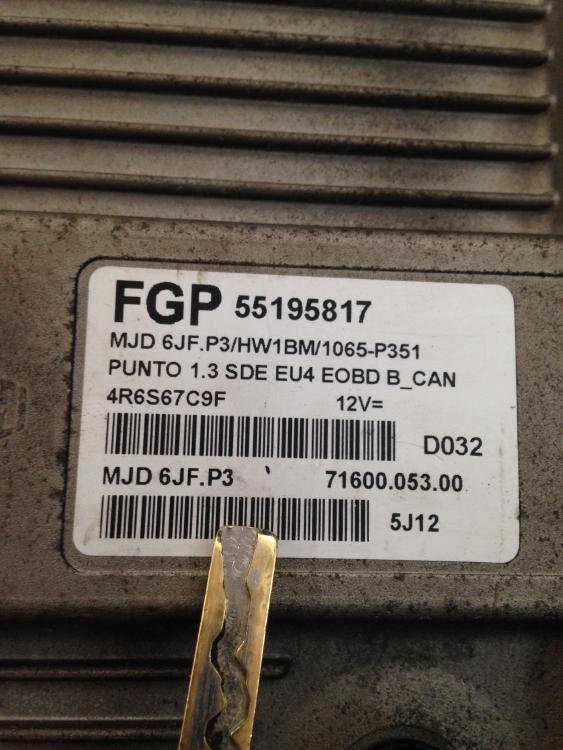 FGP 55195817
MJD 6JF.P3/HW1BM/1065-P351
PUNTO 1.3 SDE EU4 EOBD B_CAN
4R6S67C9F 12V=
D032
MJD 6JF.P3 71600.053.00
5J12